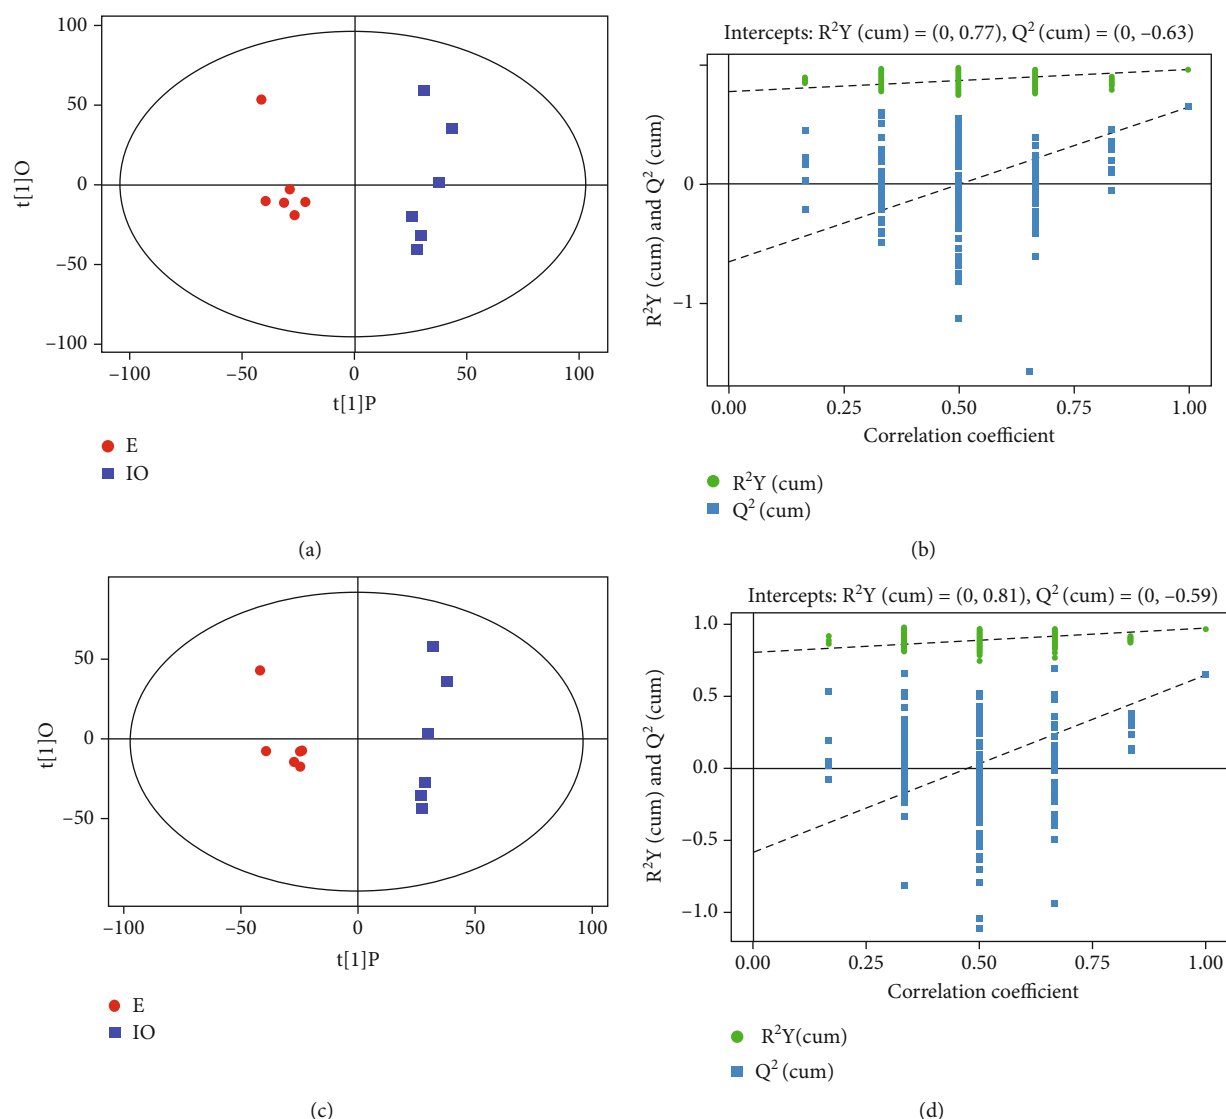 100
50
0
−50
−100
t[1]O
−100
−50
0
50
100
t[1]P
E
IO
(a)
Intercepts: R²Y (cum) = (0, 0.77), Q² (cum) = (0, −0.63)
0
−1
R²Y (cum) and Q² (cum)
0.00
0.25
0.50
0.75
1.00
Correlation coefficient
R²Y (cum)
Q² (cum)
(b)
50
0
−50
t[1]O
−100
−50
0
50
100
t[1]P
E
IO
(c)
Intercepts: R²Y (cum) = (0, 0.81), Q² (cum) = (0, −0.59)
1.0
0.5
0.0
−0.5
−1.0
R²Y (cum) and Q² (cum)
0.00
0.25
0.50
0.75
1.00
Correlation coefficient
R²Y(cum)
Q² (cum)
(d)